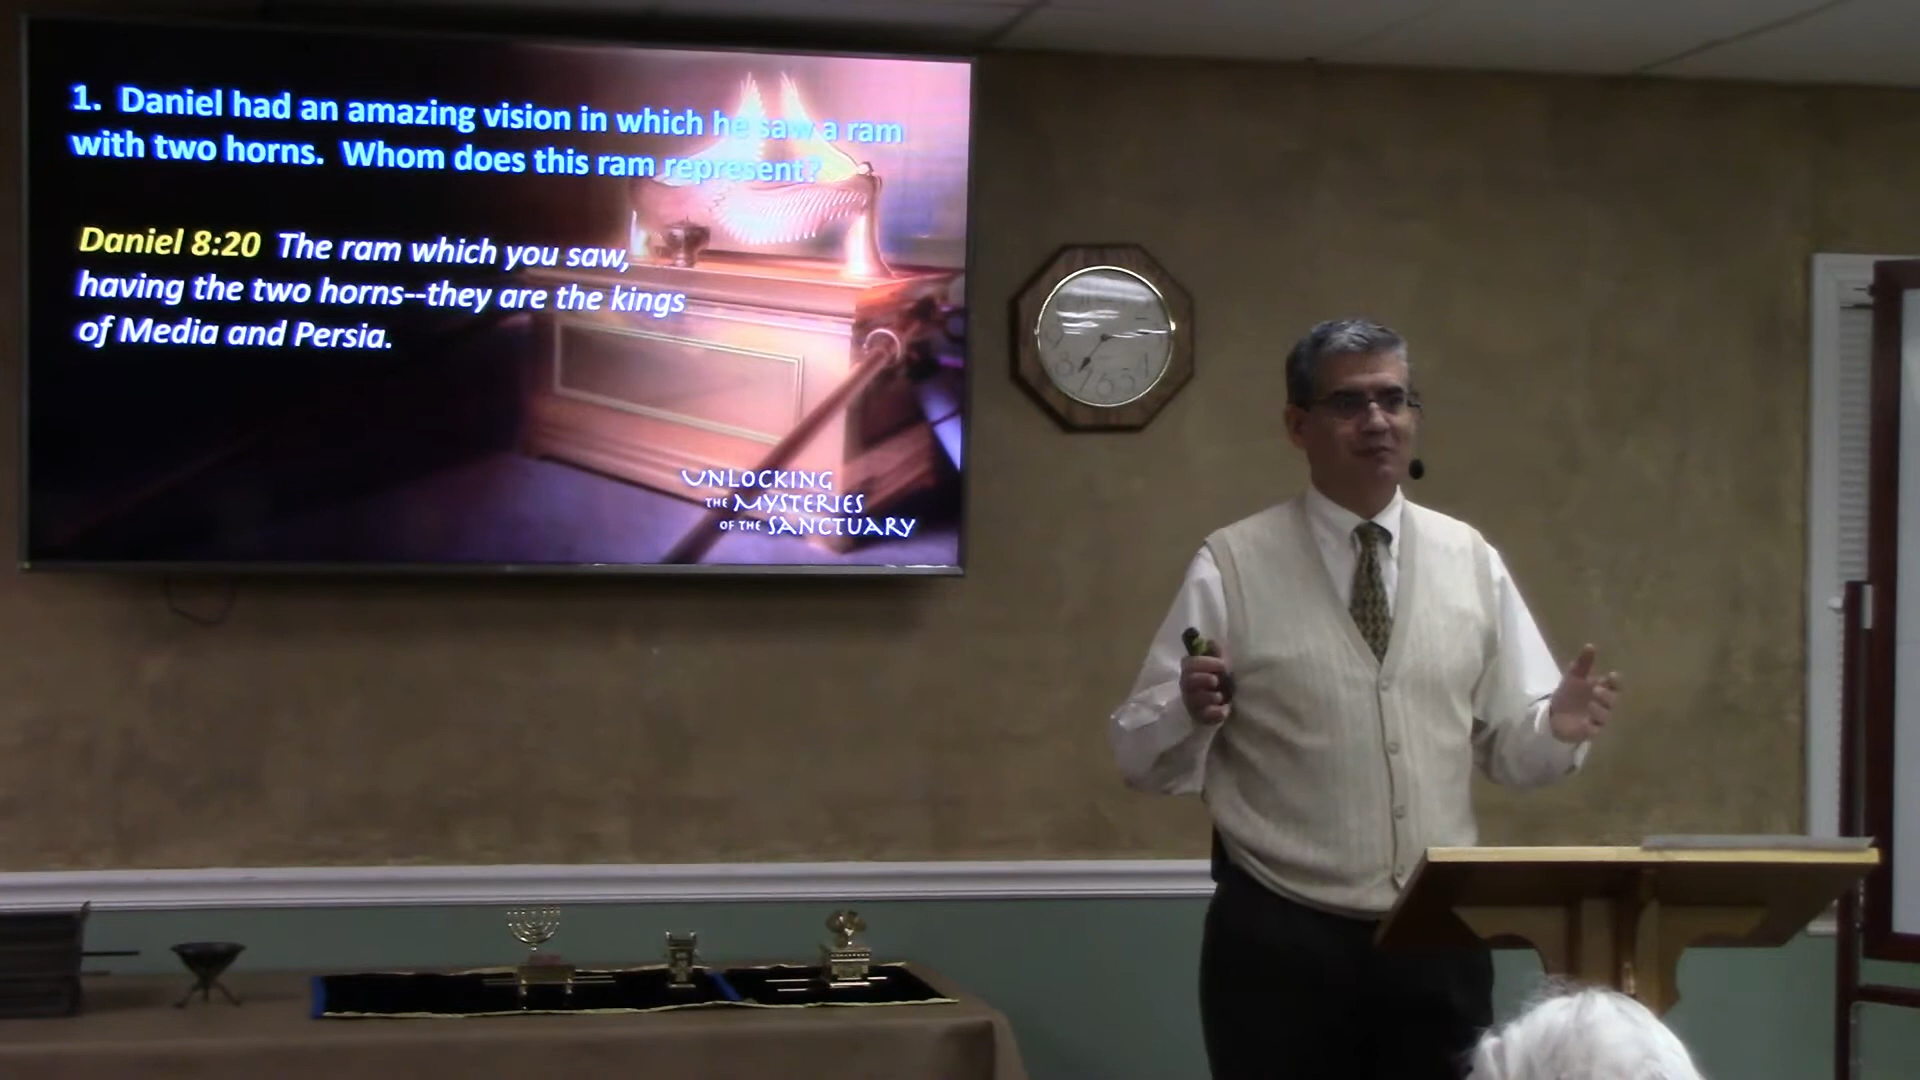 1. Daniel had an amazing vision in which he saw a ram
with two horns. Whom does this ram represent?
Daniel 8:20 The ram which you saw,
having the two horns--they are the kings
of Media and Persia.
UNLOCKING
THE MYSTERIES
OF THE SANCTUARY